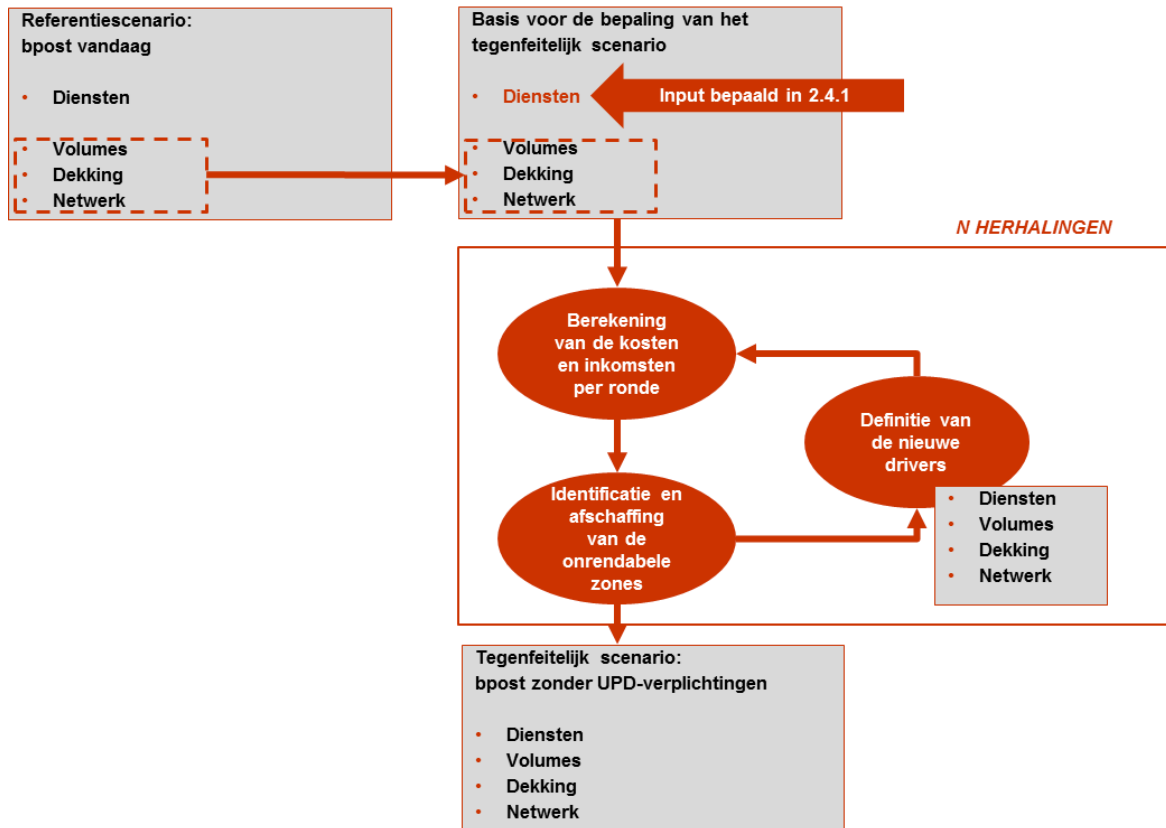 Referentiescenario:
bpost vandaag
• Diensten
• Volumes
• Dekking
• Netwerk
Basis voor de bepaling van het
tegenfeitelijk scenario
• Diensten
Input bepaald in 2.4.1
• Volumes
• Dekking
• Netwerk
N HERHALINGEN
Berekening
van de kosten
en inkomsten
per ronde
Definitie van
de nieuwe
drivers
• Diensten
• Volumes
• Dekking
• Netwerk
Identificatie en
afschaffing
van de
onrendabele
zones
Tegenfeitelijk scenario:
bpost zonder UPD-verplichtingen
• Diensten
• Volumes
• Dekking
• Netwerk